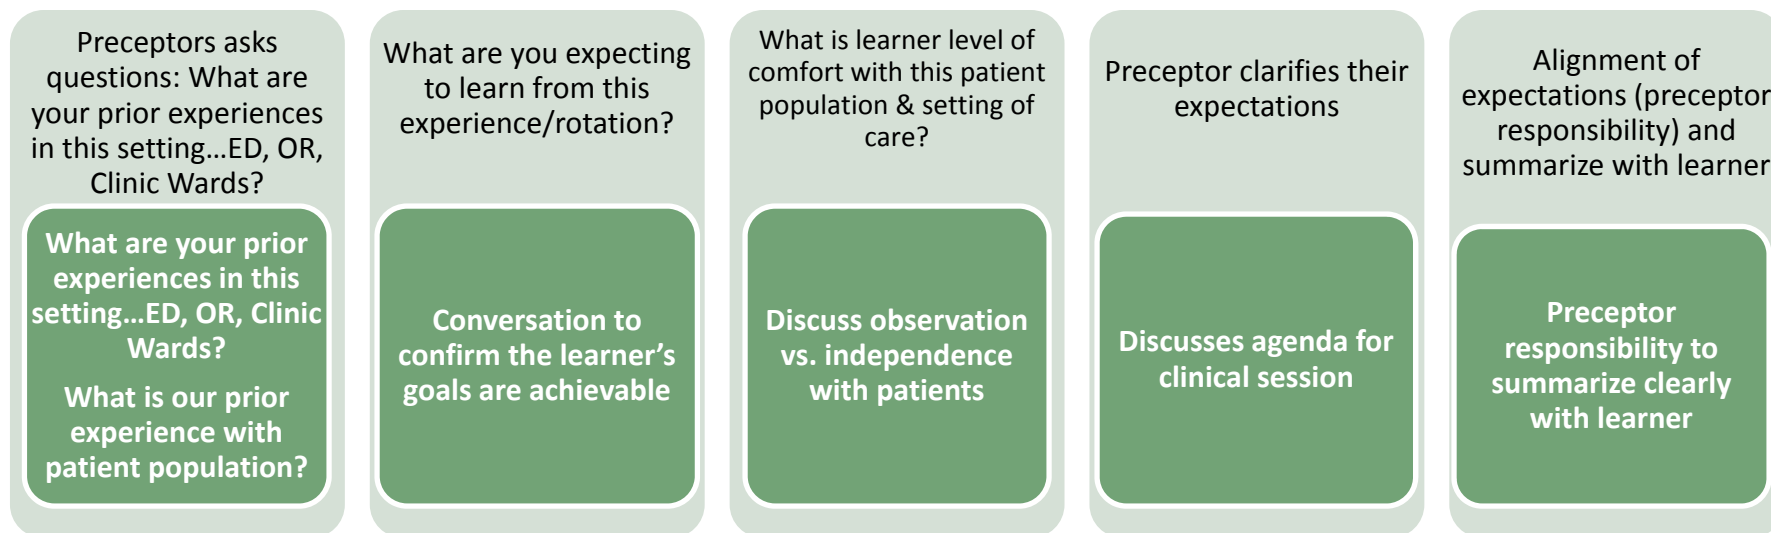 Preceptors asks
questions: What are
your prior experiences
in this setting...ED, OR,
Clinic Wards?
What are your prior
experiences in this
setting...ED, OR, Clinic
Wards?
What is our prior
experience with
patient population?
What are you expecting
to learn from this
experience/rotation?
Conversation to
confirm the learner’s
goals are achievable
What is learner level of
comfort with this patient
population & setting of
care?
Discuss observation
vs. independence
with patients
Preceptor clarifies their
expectations
Discusses agenda for
clinical session
Alignment of
expectations (preceptor
responsibility) and
summarize with learner
Preceptor
responsibility to
summarize clearly
with learner